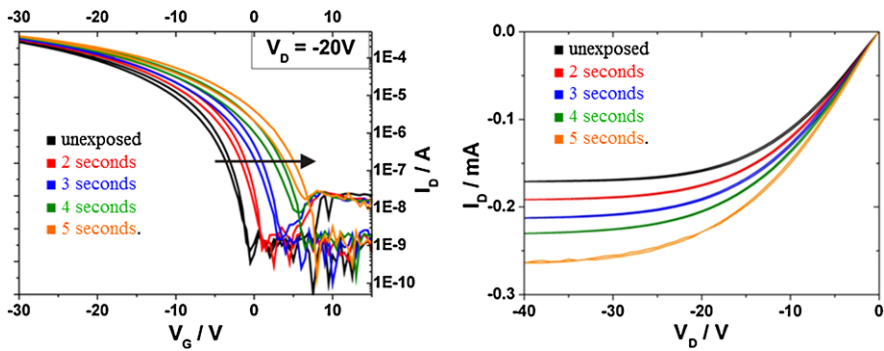 -30 -20 -10 0 10
V_D = -20V
1E-4
1E-5
1E-6
1E-7
1E-8
1E-9
1E-10
I_D / A
unexposed
2 seconds
3 seconds
4 seconds
5 seconds.
-30 -20 -10 0 10
V_G / V
0.0
-0.1
-0.2
-0.3
I_D / mA
unexposed
2 seconds
3 seconds
4 seconds
5 seconds.
-40 -30 -20 -10 0
V_D / V